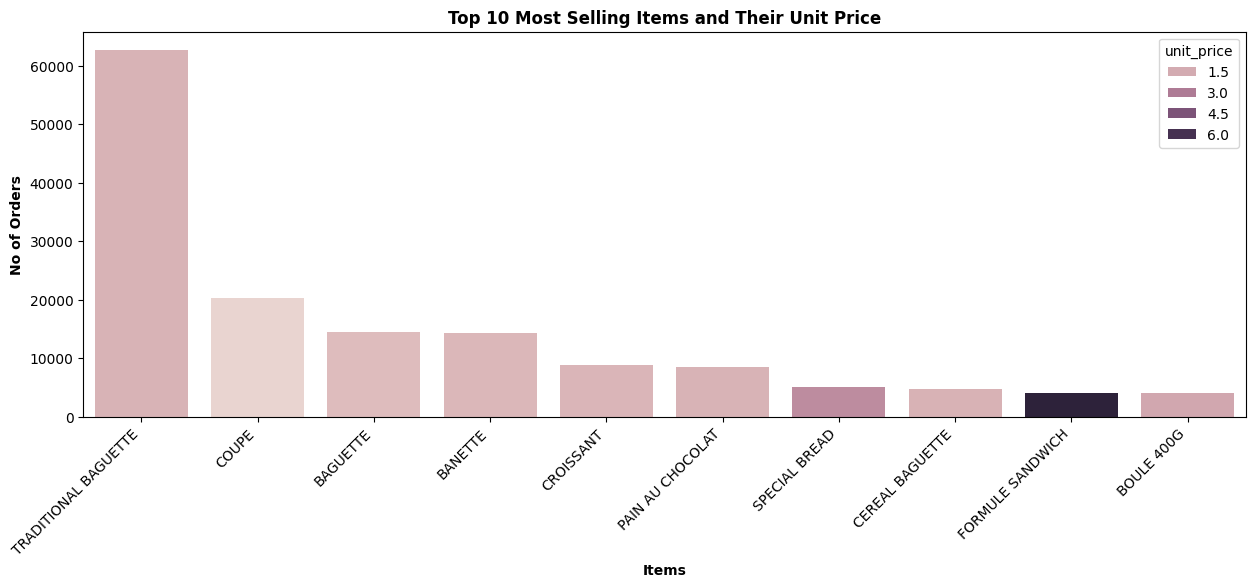 Top 10 Most Selling Items and Their Unit Price
unit_price
1.5
3.0
4.5
6.0
No of Orders
60000
50000
40000
30000
20000
10000
0
TRADITIONAL BAGUETTE
COUPE
BAGUETTE
BANETTE
CROISSANT
PAIN AU CHOCOLAT
SPECIAL BREAD
CEREAL BAGUETTE
FORMULE SANDWICH
BOULE 400G
Items